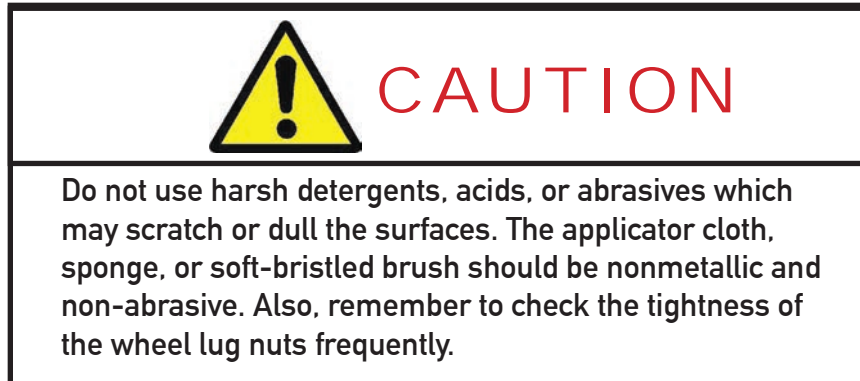 CAUTION
Do not use harsh detergents, acids, or abrasives which
may scratch or dull the surfaces. The applicator cloth,
sponge, or soft-bristled brush should be nonmetallic and
non-abrasive. Also, remember to check the tightness of
the wheel lug nuts frequently.